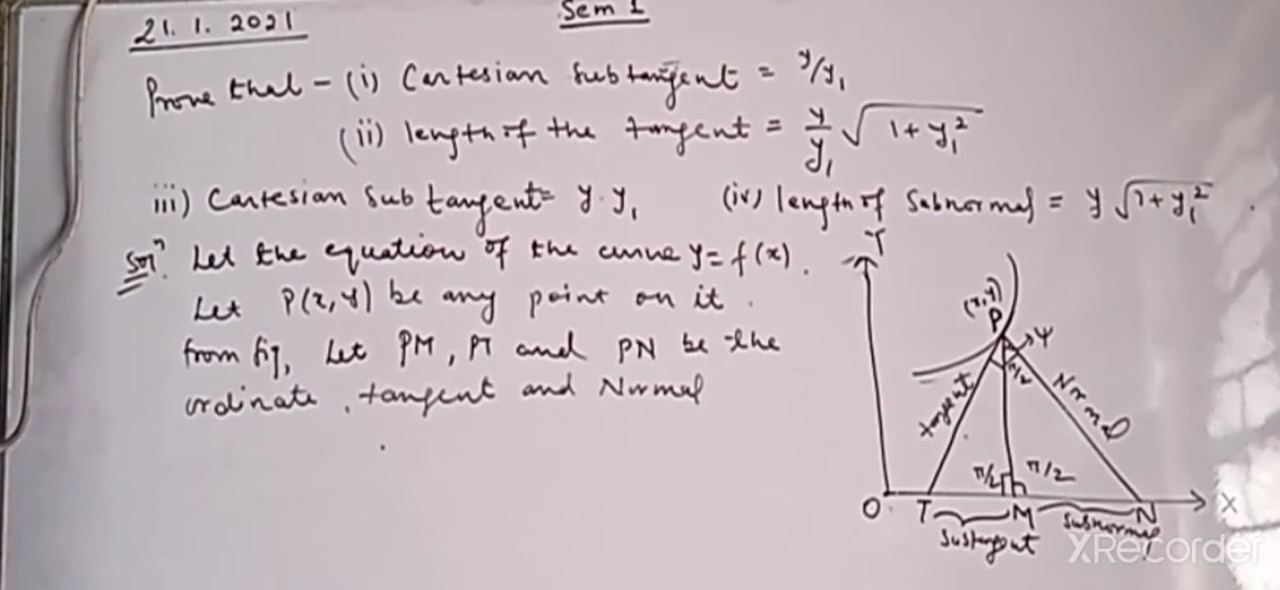 21. 1. 2021
Sem 1
Prove that - (i) Cartesian Subtangent = y/y₁
(ii) length of the tangent = y/y₁ √(1+y₁²)
iii) Cartesian Subtangent = y.y₁ (iv) length of Subnormal = y √(1+y₁²) .
Solⁿ. Let the equation of the curve y=f(x).
Let P(x,y) be any point on it.
from fig, Let PM, PT and PN be the
ordinate, tangent and Normal
Y
(x,y)
P
ψ
π/2
tangent
Normal
π/2
π/2
O
T
M
N
X
Sustangent
Subnormal
XRecorder